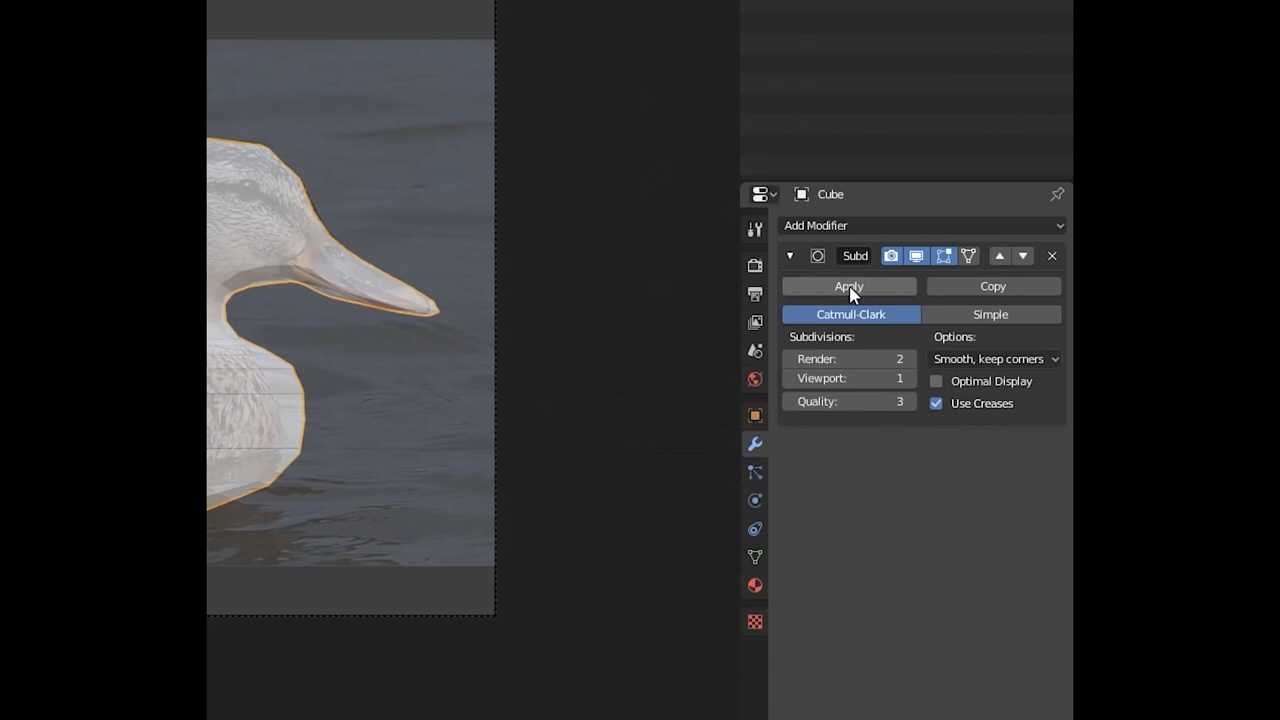 Cube
Add Modifier
Subd
Apply Copy
Catmull-Clark Simple
Subdivisions: Options:
Render: 2 Smooth, keep corners
Viewport: 1 Optimal Display
Quality: 3 Use Creases